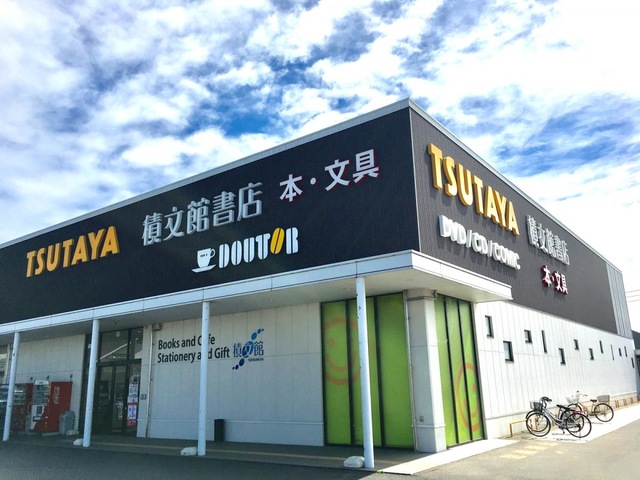 TSUTAYA 積文館書店 本・文具
DOUTOR
TSUTAYA 積文館書店
DVD/CD/COMIC 本・文具
Books and Cafe
Stationery and Gift 積文館